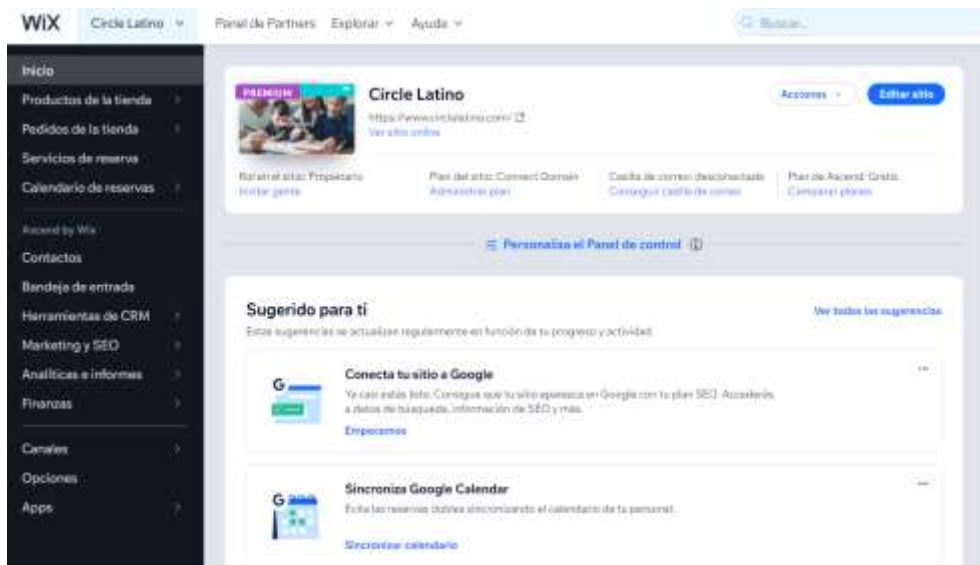 WiX Circle Latino Panel de Partners Explorar Ayuda Buscar...
Inicio
Productos de la tienda
Pedidos de la tienda
Servicios de reserva
Calendario de reservas
Ascend by Wix
Contactos
Bandeja de entrada
Herramientas de CRM
Marketing y SEO
Analíticas e informes
Finanzas
Canales
Opciones
Apps
PREMIUM
Circle Latino
https://www.circlelatino.com/
Ver sitio online
Acciones
Editar sitio
Rol en el sitio: Propietario
Invitar gente
Plan del sitio: Connect Domain
Administrar plan
Casilla de correo: desconectada
Conseguir casilla de correo
Plan de Ascend: Gratis
Comparar planes
Personaliza el Panel de control
Sugerido para ti
Ver todas las sugerencias
Estas sugerencias se actualizan regularmente en función de tu progreso y actividad.
Conecta tu sitio a Google
Ya casi estás listo. Consigue que tu sitio aparezca en Google con tu plan SEO. Accederás
a datos de búsqueda, información de SEO y más.
Empecemos
Sincroniza Google Calendar
Evita las reservas dobles sincronizando el calendario de tu personal.
Sincronizar calendario